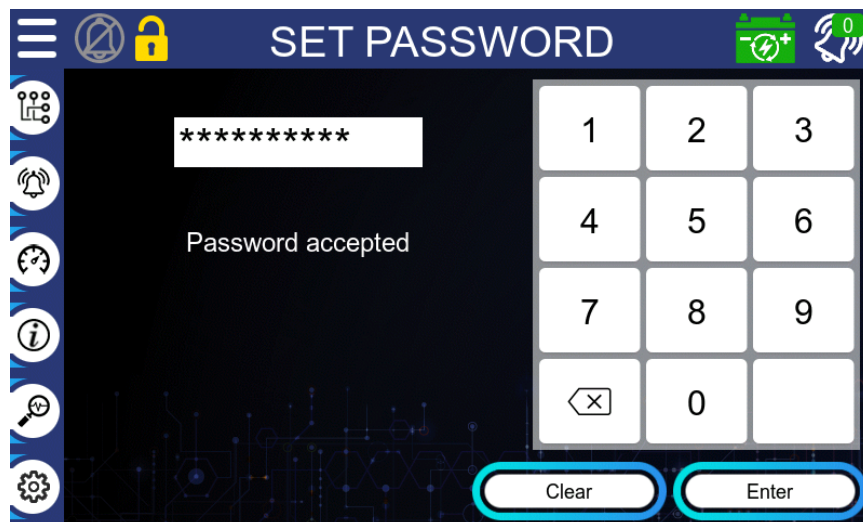 SET PASSWORD
0
**********
Password accepted
1 2 3
4 5 6
7 8 9
0
Clear Enter